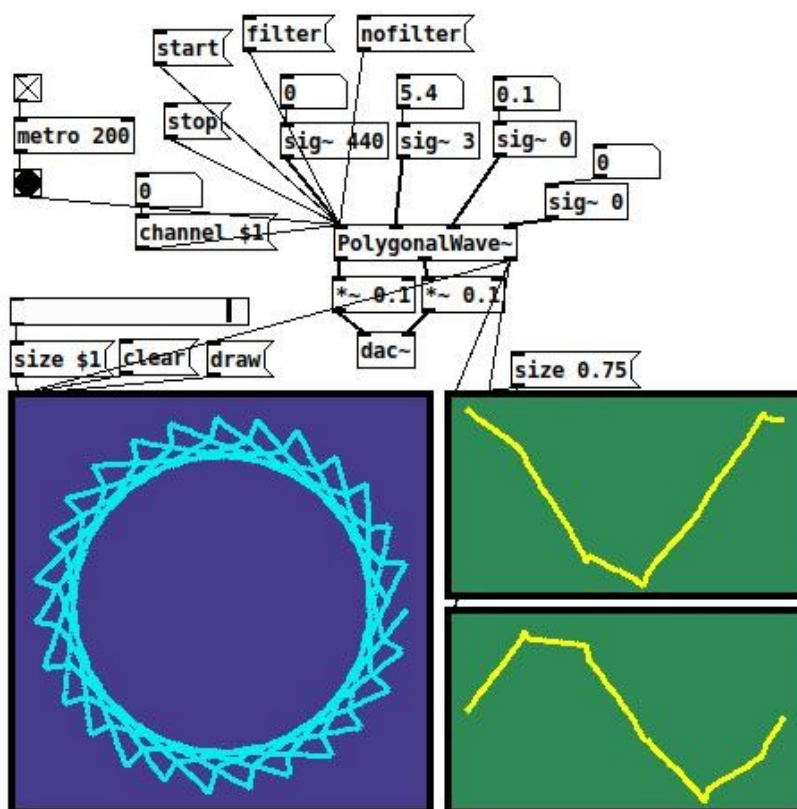 start
filter
nofilter
0
5.4
0.1
metro 200
stop
sig~ 440
sig~ 3
sig~ 0
0
0
sig~ 0
channel $1
PolygonalWave~
*~ 0.1
*~ 0.1
dac~
size $1
clear
draw
size 0.75